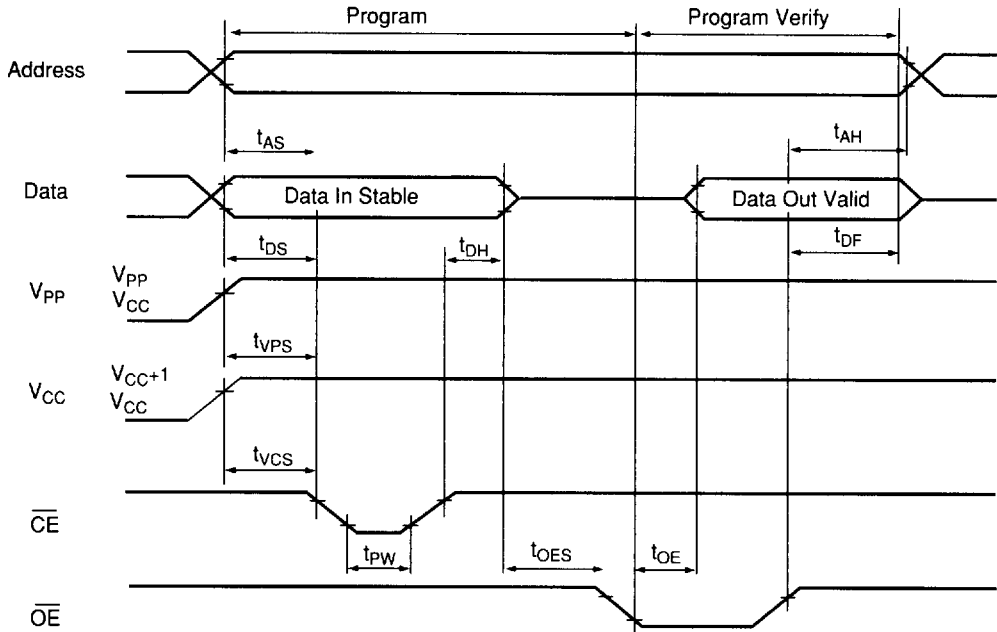 Program
Program Verify
Address
tAS
tAH
Data
Data In Stable
Data Out Valid
tDS
tDH
tDF
VPP
VPP
VCC
tVPS
VCC
VCC+1
VCC
tVCS
CE
tPW
tOES
tOE
OE